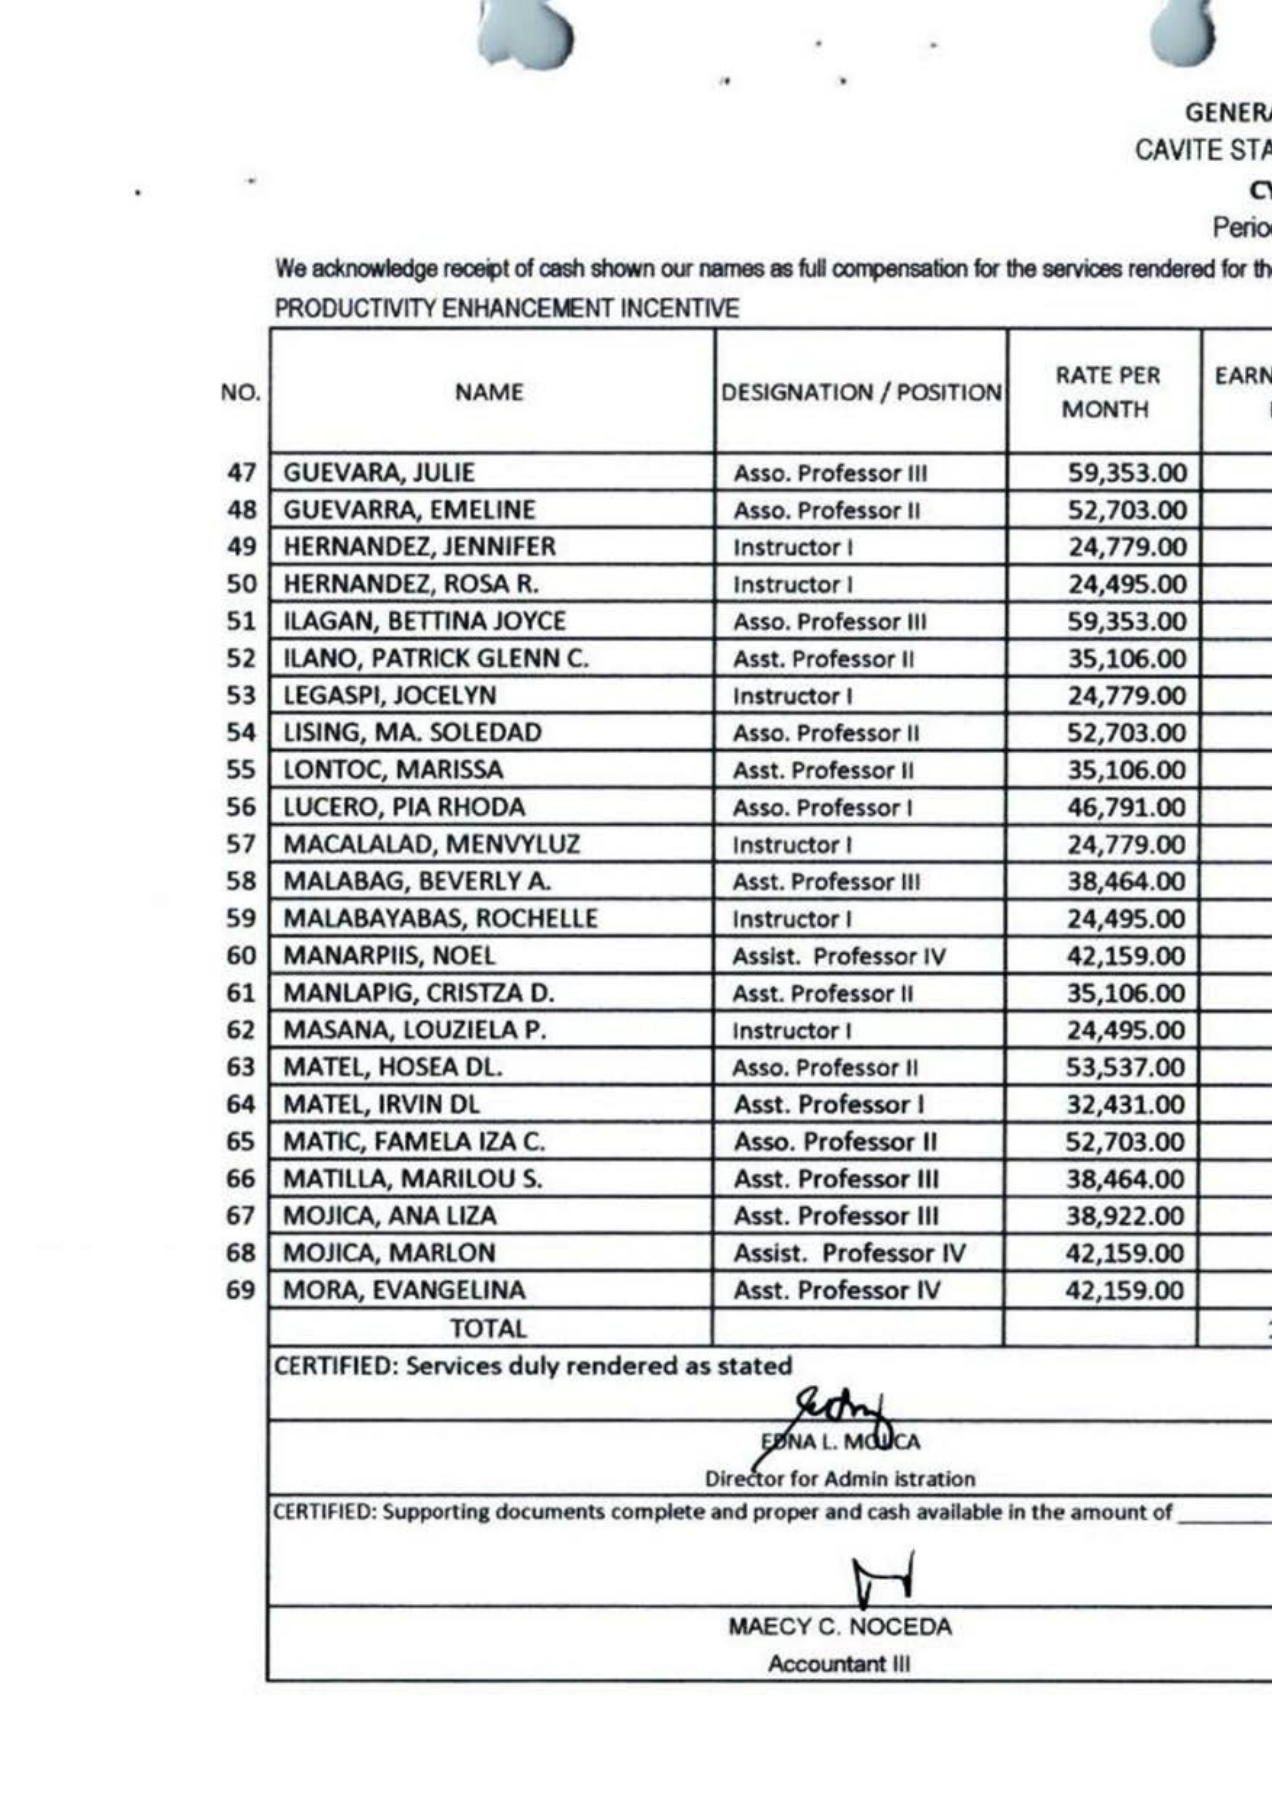 GENERA
CAVITE STA
CY
Perio
We acknowledge receipt of cash shown our names as full compensation for the services rendered for th
PRODUCTIVITY ENHANCEMENT INCENTIVE
NO. NAME DESIGNATION / POSITION RATE PER MONTH EARN
47 GUEVARA, JULIE Asso. Professor III 59,353.00
48 GUEVARRA, EMELINE Asso. Professor II 52,703.00
49 HERNANDEZ, JENNIFER Instructor I 24,779.00
50 HERNANDEZ, ROSA R. Instructor I 24,495.00
51 ILAGAN, BETTINA JOYCE Asso. Professor III 59,353.00
52 ILANO, PATRICK GLENN C. Asst. Professor II 35,106.00
53 LEGASPI, JOCELYN Instructor I 24,779.00
54 LISING, MA. SOLEDAD Asso. Professor II 52,703.00
55 LONTOC, MARISSA Asst. Professor II 35,106.00
56 LUCERO, PIA RHODA Asso. Professor I 46,791.00
57 MACALALAD, MENVYLUZ Instructor I 24,779.00
58 MALABAG, BEVERLY A. Asst. Professor III 38,464.00
59 MALABAYABAS, ROCHELLE Instructor I 24,495.00
60 MANARPIIS, NOEL Assist. Professor IV 42,159.00
61 MANLAPIG, CRISTZA D. Asst. Professor II 35,106.00
62 MASANA, LOUZIELA P. Instructor I 24,495.00
63 MATEL, HOSEA DL. Asso. Professor II 53,537.00
64 MATEL, IRVIN DL Asst. Professor I 32,431.00
65 MATIC, FAMELA IZA C. Asso. Professor II 52,703.00
66 MATILLA, MARILOU S. Asst. Professor III 38,464.00
67 MOJICA, ANA LIZA Asst. Professor III 38,922.00
68 MOJICA, MARLON Assist. Professor IV 42,159.00
69 MORA, EVANGELINA Asst. Professor IV 42,159.00
TOTAL
CERTIFIED: Services duly rendered as stated
EDNA L. MOJICA
Director for Admin istration
CERTIFIED: Supporting documents complete and proper and cash available in the amount of
MAECY C. NOCEDA
Accountant III